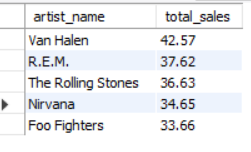 artist_name total_sales
Van Halen 42.57
R.E.M. 37.62
The Rolling Stones 36.63
Nirvana 34.65
Foo Fighters 33.66